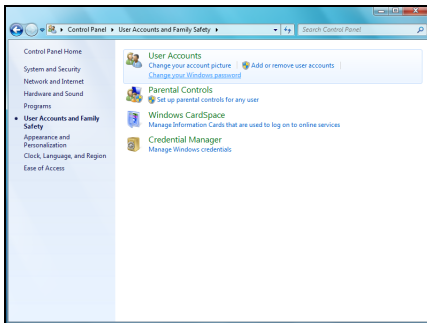 Control Panel ▸ User Accounts and Family Safety ▸
Search Control Panel
Control Panel Home
System and Security
Network and Internet
Hardware and Sound
Programs
User Accounts and Family
Safety
Appearance and
Personalization
Clock, Language, and Region
Ease of Access
User Accounts
Change your account picture
Add or remove user accounts
Change your Windows password
Parental Controls
Set up parental controls for any user
Windows CardSpace
Manage Information Cards that are used to log on to online services
Credential Manager
Manage Windows credentials